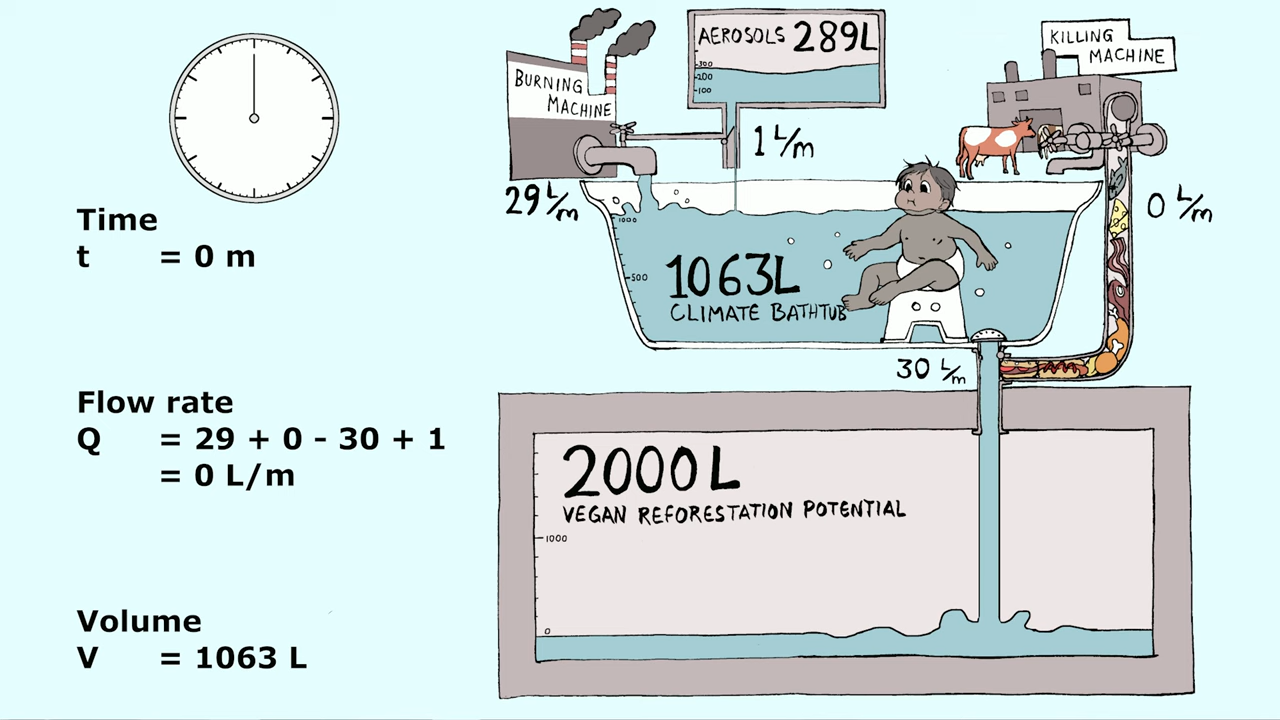 Time
t = 0 m
Flow rate
Q = 29 + 0 - 30 + 1
= 0 L/m
Volume
V = 1063 L
BURNING
MACHINE
AEROSOLS 289L
300
200
100
KILLING
MACHINE
1 L/m
29 L/m
0 L/m
1000
500
1063L
CLIMATE BATHTUB
30 L/m
2000L
VEGAN REFORESTATION POTENTIAL
1000
0